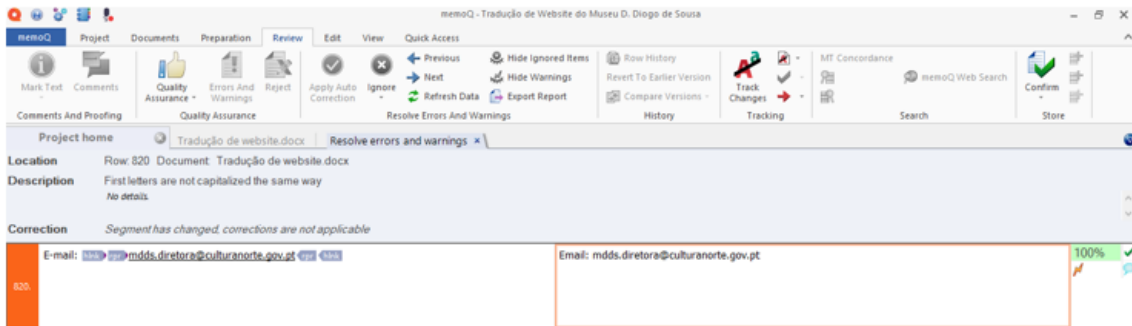 memoQ - Tradução de Website do Museu D. Diogo de Sousa
memoQ Project Documents Preparation Review Edit View Quick Access
Mark Text Comments
Comments And Proofing
Quality Assurance Errors And Warnings Reject
Quality Assurance
Apply Auto Correction Ignore
Previous Hide Ignored Items
Next Hide Warnings
Refresh Data Export Report
Resolve Errors And Warnings
Row History
Revert To Earlier Version
Compare Versions
History
Track Changes
Tracking
MT Concordance
memoQ Web Search
Search
Confirm
Store
Project home Tradução de website.docx Resolve errors and warnings
Location Row: 820 Document: Tradução de website.docx
Description First letters are not capitalized the same way
No details.
Correction Segment has changed, corrections are not applicable
820. E-mail: hlnk rpr mdds.diretora@culturanorte.gov.pt rpr hlnk Email: mdds.diretora@culturanorte.gov.pt 100%